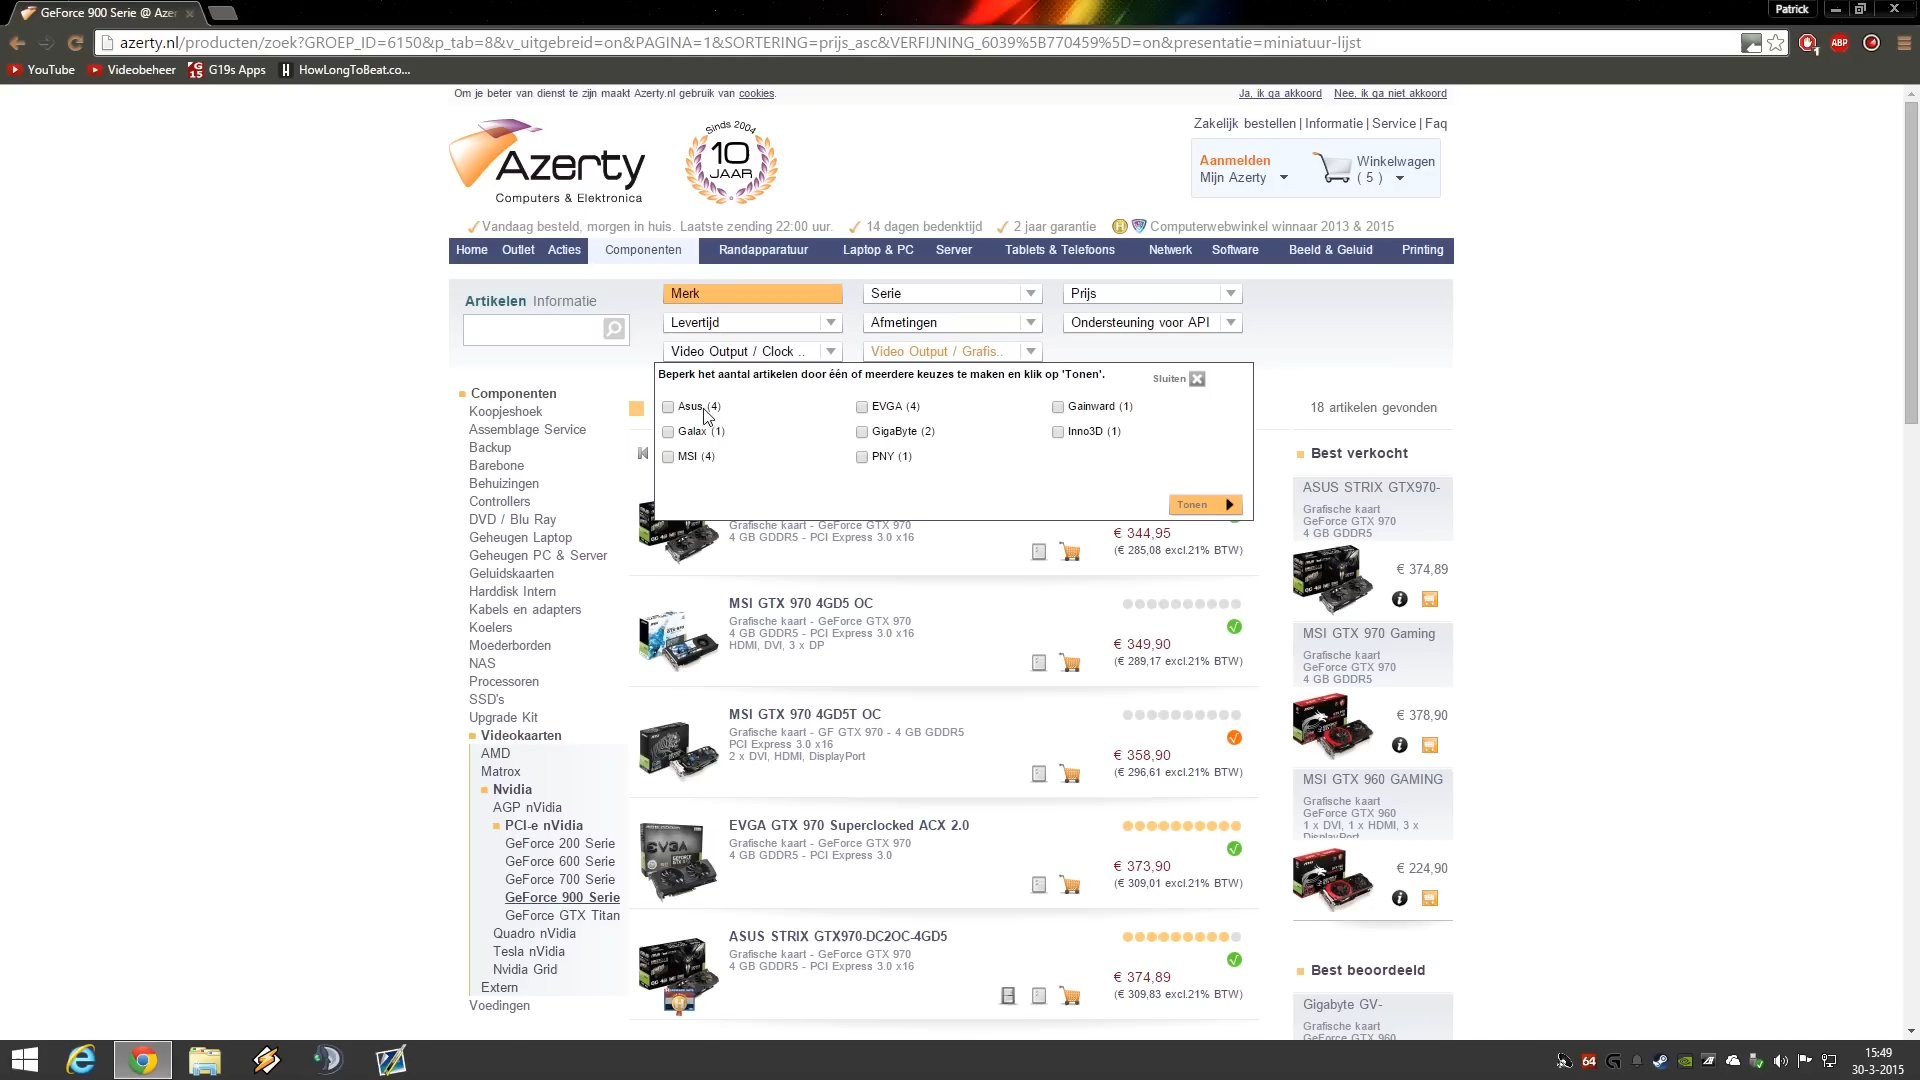 GeForce 900 Serie @ Azer
Patrick
azerty.nl/producten/zoek?GROEP_ID=6150&p_tab=8&v_uitgebreid=on&PAGINA=1&SORTERING=prijs_asc&VERFIJNING_6039%5B770459%5D=on&presentatie=miniatuur-lijst
YouTube Videobeheer G19s Apps HowLongToBeat.co...
Om je beter van dienst te zijn maakt Azerty.nl gebruik van cookies.
Ja, ik ga akkoord Nee, ik ga niet akkoord
Zakelijk bestellen | Informatie | Service | Faq
Azerty
Computers & Elektronica
Sinds 2004
10
JAAR
Aanmelden
Mijn Azerty
Winkelwagen
( 5 )
Vandaag besteld, morgen in huis. Laatste zending 22:00 uur. 14 dagen bedenktijd 2 jaar garantie Computerwebwinkel winnaar 2013 & 2015
Home Outlet Acties Componenten Randapparatuur Laptop & PC Server Tablets & Telefoons Netwerk Software Beeld & Geluid Printing
Artikelen Informatie
Merk Serie Prijs
Levertijd Afmetingen Ondersteuning voor API
Video Output / Clock .. Video Output / Grafis..
Beperk het aantal artikelen door één of meerdere keuzes te maken en klik op 'Tonen'.
Sluiten
Asus (4) EVGA (4) Gainward (1)
Galax (1) GigaByte (2) Inno3D (1)
MSI (4) PNY (1)
Tonen
18 artikelen gevonden
Componenten
Koopjeshoek
Assemblage Service
Backup
Barebone
Behuizingen
Controllers
DVD / Blu Ray
Geheugen Laptop
Geheugen PC & Server
Geluidskaarten
Harddisk Intern
Kabels en adapters
Koelers
Moederborden
NAS
Processoren
SSD's
Upgrade Kit
Videokaarten
AMD
Matrox
Nvidia
AGP nVidia
PCI-e nVidia
GeForce 200 Serie
GeForce 600 Serie
GeForce 700 Serie
GeForce 900 Serie
GeForce GTX Titan
Quadro nVidia
Tesla nVidia
Nvidia Grid
Extern
Voedingen
Grafische kaart - GeForce GTX 970
4 GB GDDR5 - PCI Express 3.0 x16
€ 344,95
(€ 285,08 excl.21% BTW)
MSI GTX 970 4GD5 OC
Grafische kaart - GeForce GTX 970
4 GB GDDR5 - PCI Express 3.0 x16
HDMI, DVI, 3 x DP
€ 349,90
(€ 289,17 excl.21% BTW)
MSI GTX 970 4GD5T OC
Grafische kaart - GF GTX 970 - 4 GB GDDR5
PCI Express 3.0 x16
2 x DVI, HDMI, DisplayPort
€ 358,90
(€ 296,61 excl.21% BTW)
EVGA GTX 970 Superclocked ACX 2.0
Grafische kaart - GeForce GTX 970
4 GB GDDR5 - PCI Express 3.0
€ 373,90
(€ 309,01 excl.21% BTW)
ASUS STRIX GTX970-DC2OC-4GD5
Grafische kaart - GeForce GTX 970
4 GB GDDR5 - PCI Express 3.0 x16
€ 374,89
(€ 309,83 excl.21% BTW)
Best verkocht
ASUS STRIX GTX970-
Grafische kaart
GeForce GTX 970
4 GB GDDR5
€ 374,89
MSI GTX 970 Gaming
Grafische kaart
GeForce GTX 970
4 GB GDDR5
€ 378,90
MSI GTX 960 GAMING
Grafische kaart
GeForce GTX 960
1 x DVI, 1 x HDMI, 3 x
DisplayPort
€ 224,90
Best beoordeeld
Gigabyte GV-
Grafische kaart
GeForce GTX 960
64
15:49
30-3-2015